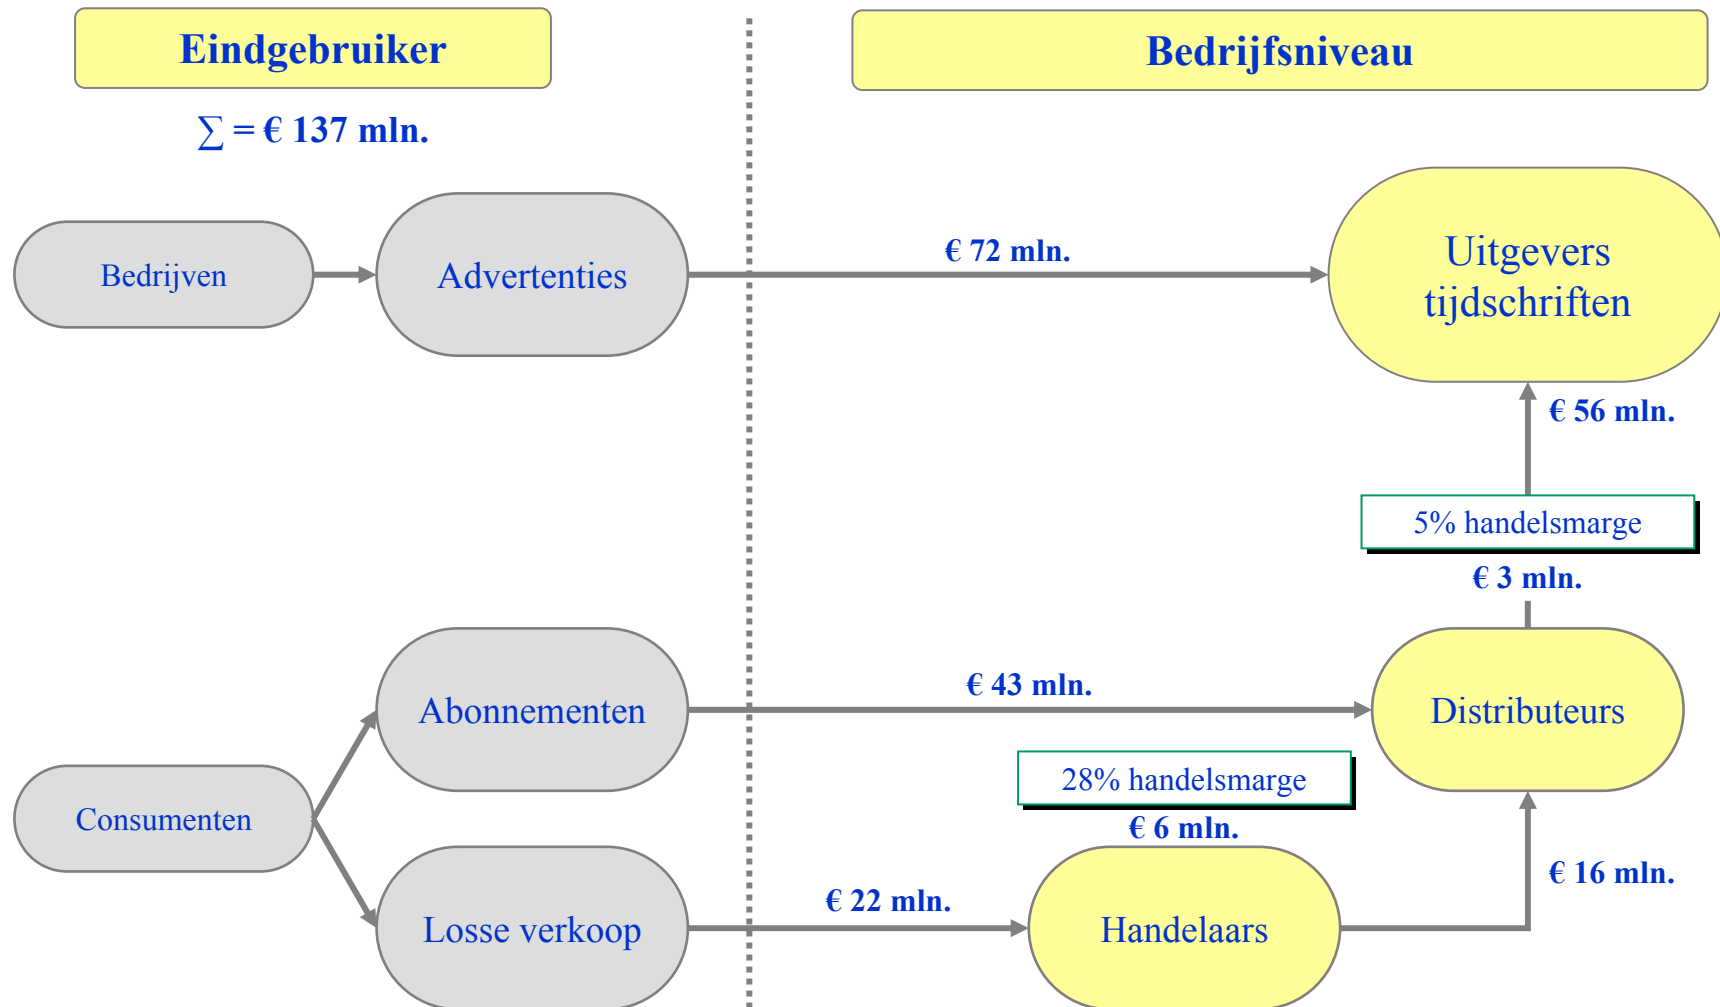 Eindgebruiker
Bedrijfsniveau
∑ = € 137 mln.
Bedrijven
Advertenties
€ 72 mln.
Uitgevers
tijdschriften
€ 56 mln.
5% handelsmarge
€ 3 mln.
Abonnementen
€ 43 mln.
Distributeurs
28% handelsmarge
€ 6 mln.
Consumenten
Losse verkoop
€ 22 mln.
Handelaars
€ 16 mln.